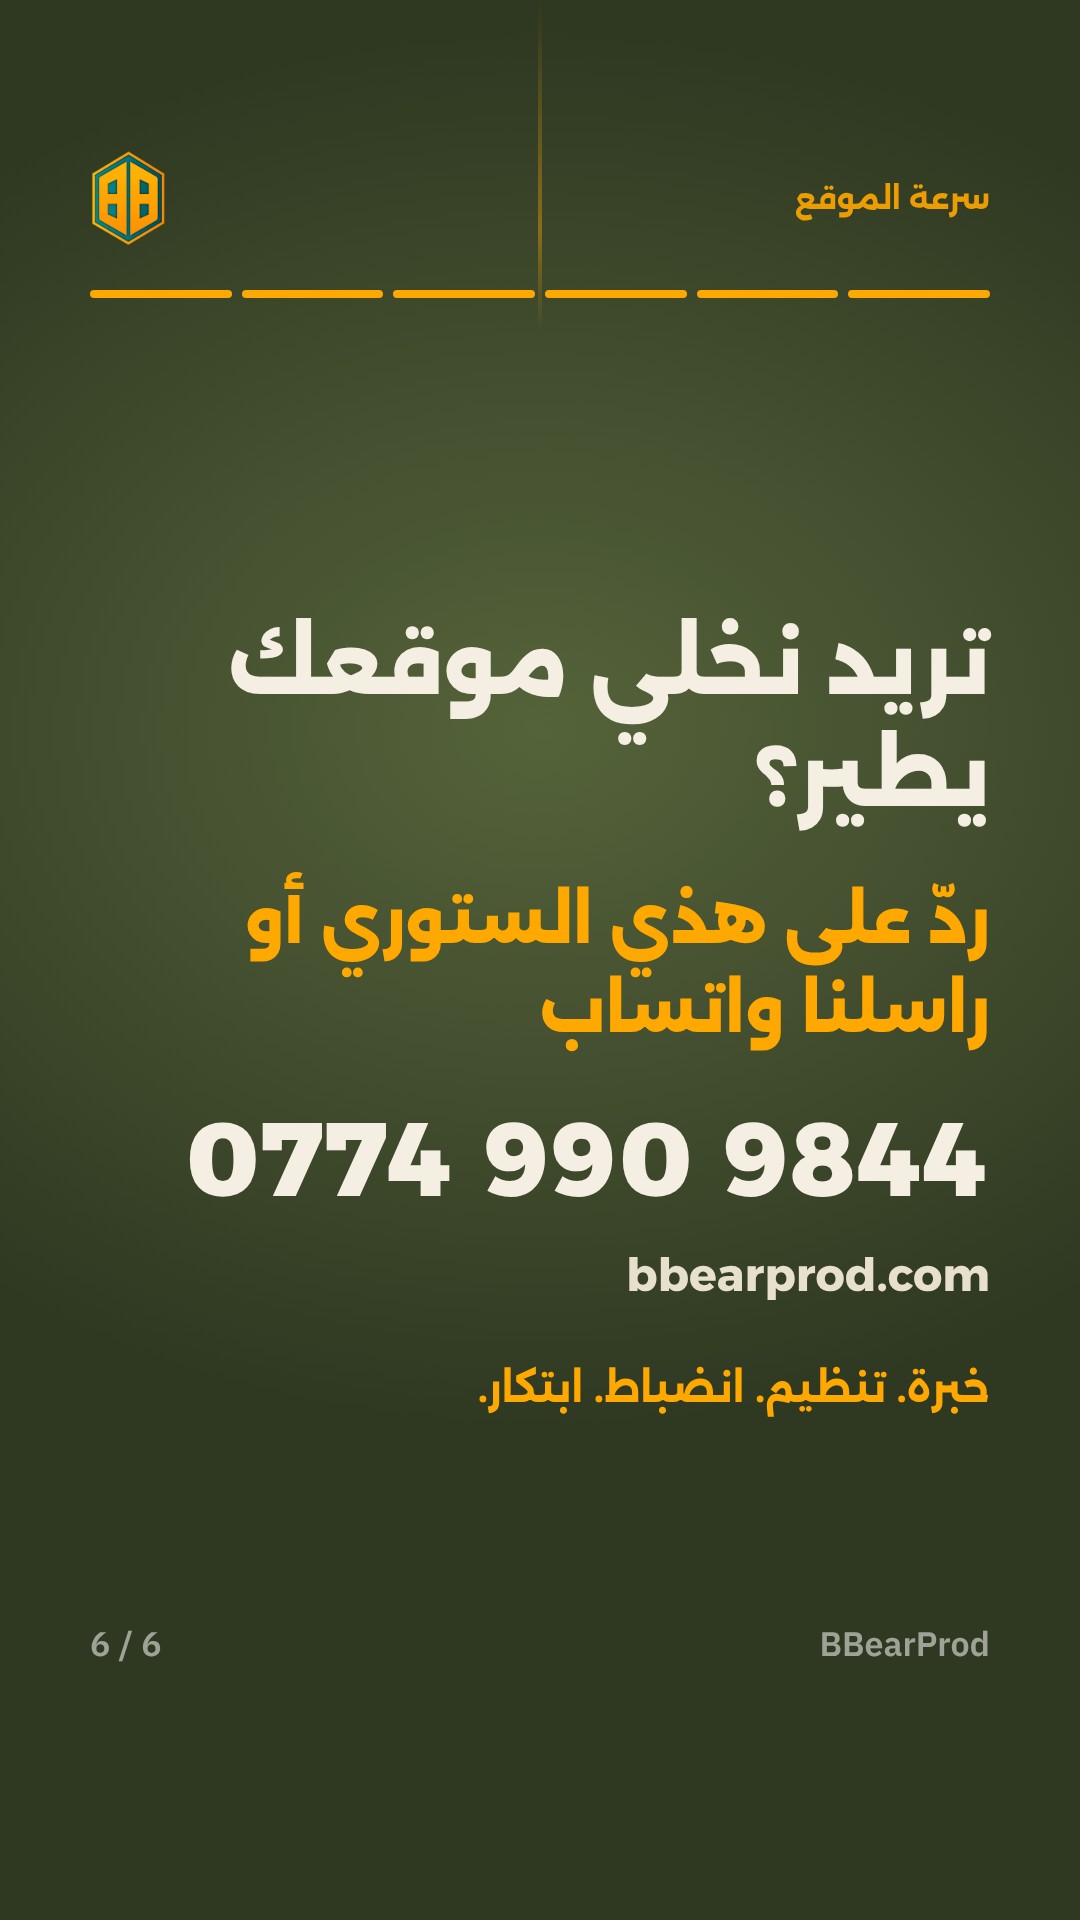 سرعة الموقع
تريد نخلي موقعك
يطير؟
ردّ على هذي الستوري أو
راسلنا واتساب
0774 990 9844
bbearprod.com
خبرة. تنظيم. انضباط. ابتكار.
BBearProd
6 / 6